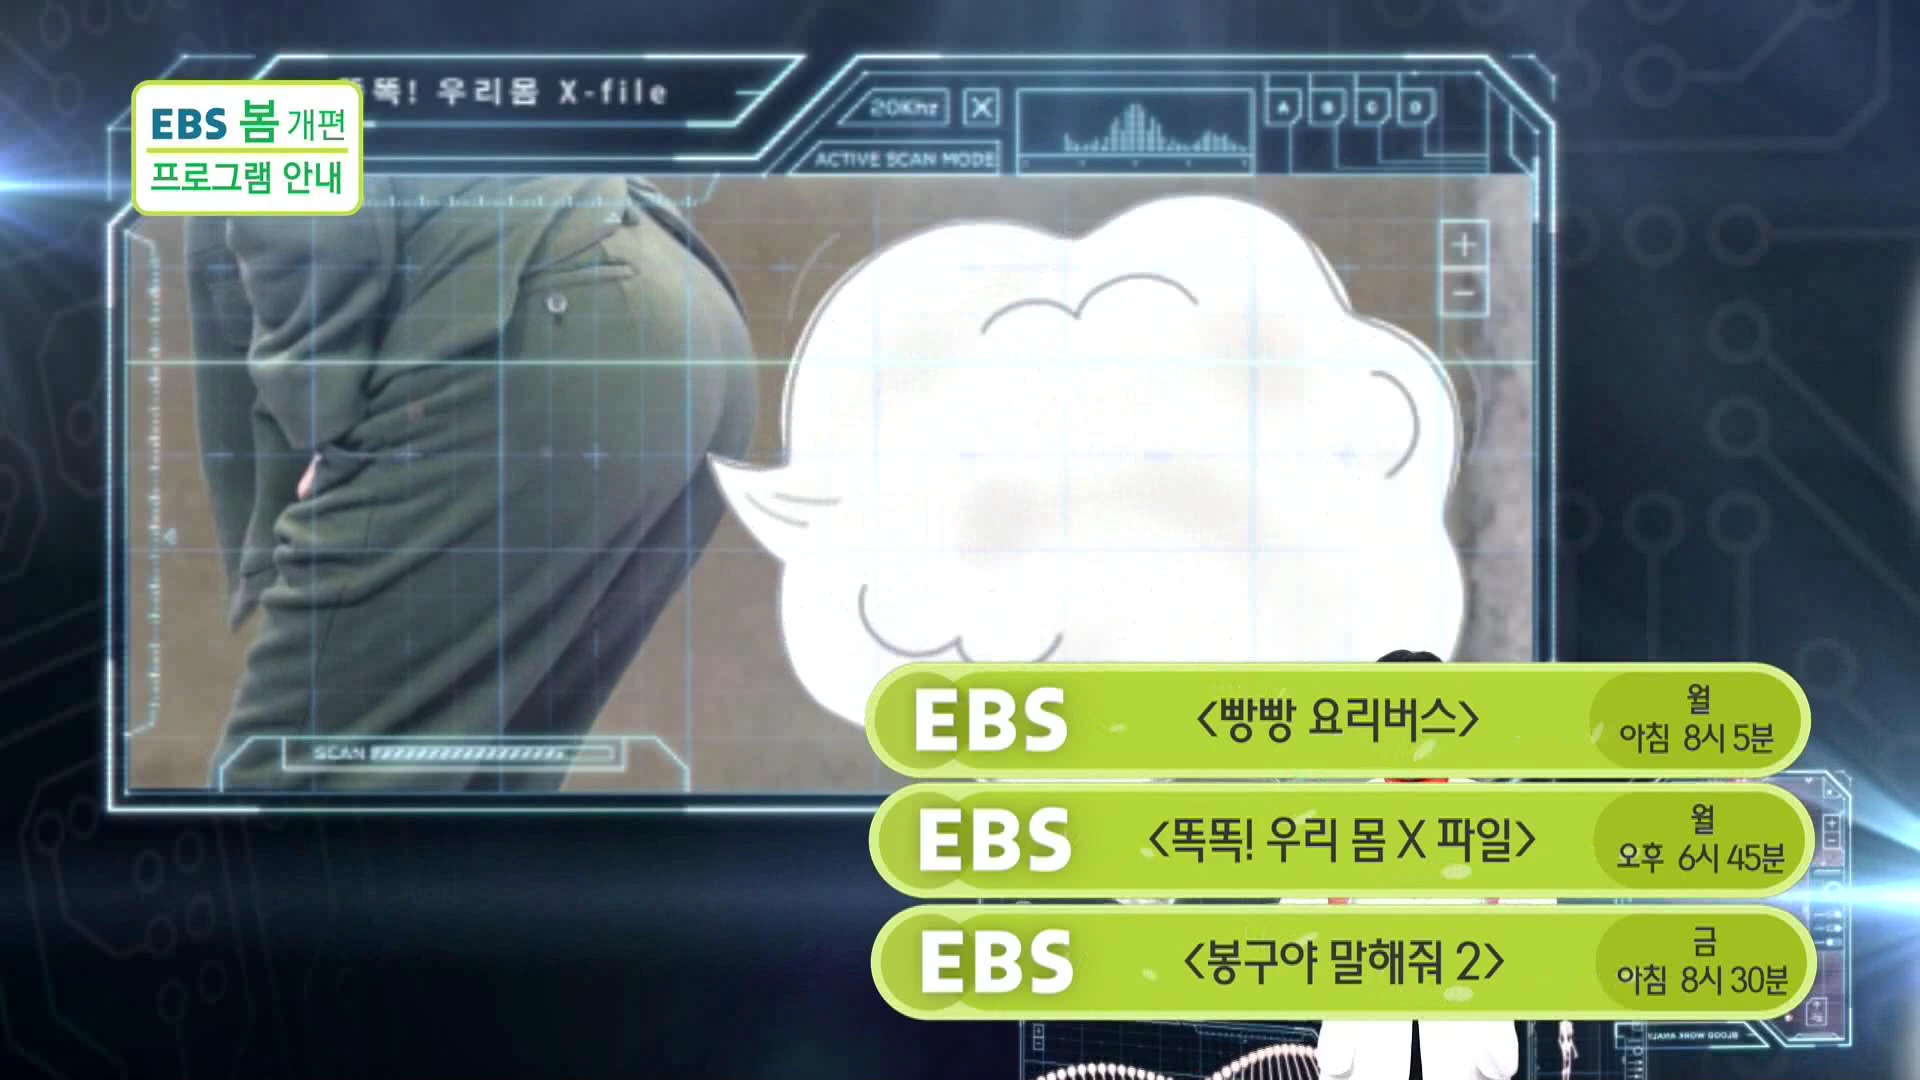 EBS 봄 개편
프로그램 안내
똑! 우리몸 X-file
20Khz X
ACTIVE SCAN MODE
A B C D
SCAN
EBS <빵빵 요리버스> 월 아침 8시 5분
EBS <똑똑! 우리 몸 X 파일> 월 오후 6시 45분
EBS <봉구야 말해줘 2> 금 아침 8시 30분